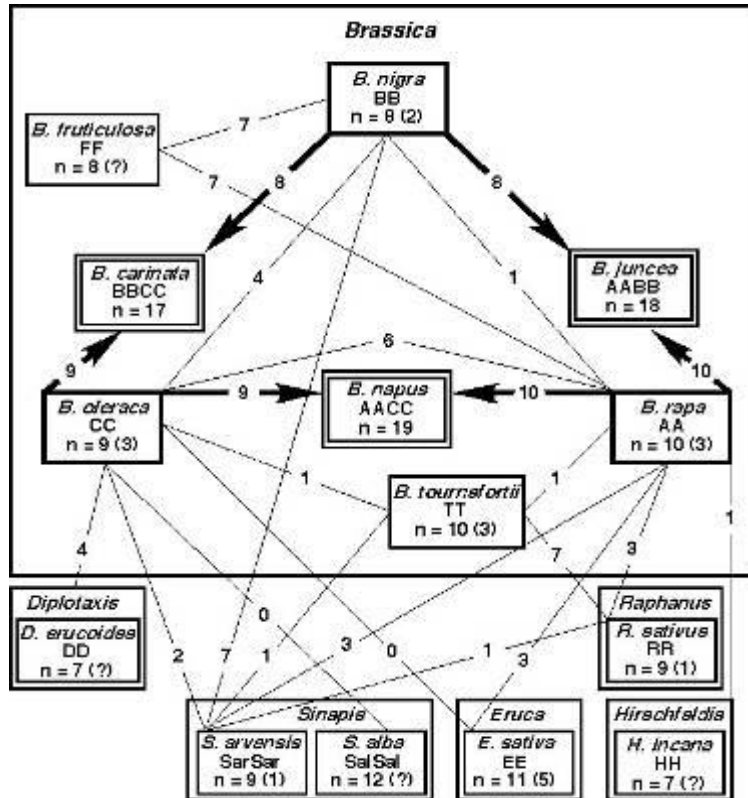 Brassica
B. nigra
BB
n = 8 (2)
B. fruticulosa
FF
n = 8 (?)
7
7
8
8
B. carinata
BBCC
n = 17
4
1
B. juncea
AABB
n = 18
6
9
10
9
10
B. oleraca
CC
n = 9 (3)
B. napus
AACC
n = 19
B. rapa
AA
n = 10 (3)
1
1
B. tournefortii
TT
n = 10 (3)
1
4
7
3
Diplotaxis
D. erucoides
DD
n = 7 (?)
0
2
7
1
3
0
1
3
Raphanus
R. sativus
RR
n = 9 (1)
Sinapis
S. arvensis
SarSar
n = 9 (1)
S. alba
SalSal
n = 12 (?)
Eruca
E. sativa
EE
n = 11 (5)
Hirschfeldia
H. incana
HH
n = 7 (?)